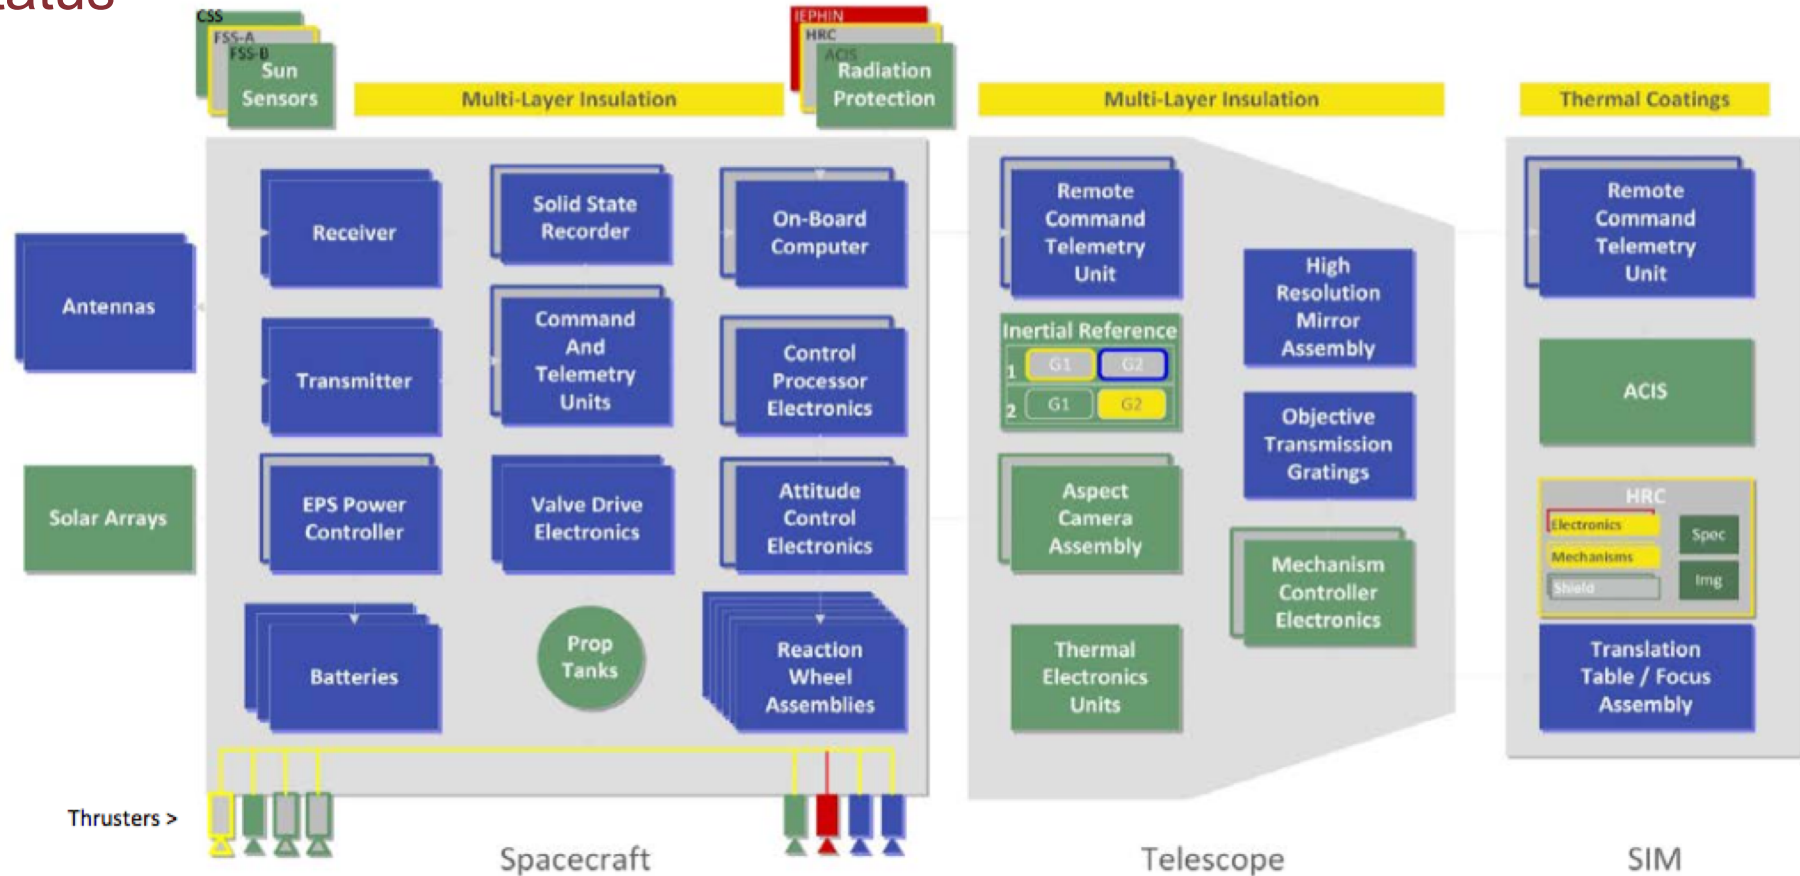 CSS
FSS-A
FSS-B
Sun
Sensors
Multi-Layer Insulation
EPHIN
HRC
ACIS
Radiation
Protection
Multi-Layer Insulation
Thermal Coatings
Antennas
Solar Arrays
Receiver
Solid State
Recorder
On-Board
Computer
Transmitter
Command
And
Telemetry
Units
Control
Processor
Electronics
EPS Power
Controller
Valve Drive
Electronics
Attitude
Control
Electronics
Batteries
Prop
Tanks
Reaction
Wheel
Assemblies
Thrusters >
Spacecraft
Remote
Command
Telemetry
Unit
High
Resolution
Mirror
Assembly
Inertial Reference
1 G1 G2
2 G1 G2
Objective
Transmission
Gratings
Aspect
Camera
Assembly
Mechanism
Controller
Electronics
Thermal
Electronics
Units
Telescope
Remote
Command
Telemetry
Unit
ACIS
HRC
Electronics
Mechanisms
Shield
Spec
Img
Translation
Table / Focus
Assembly
SIM